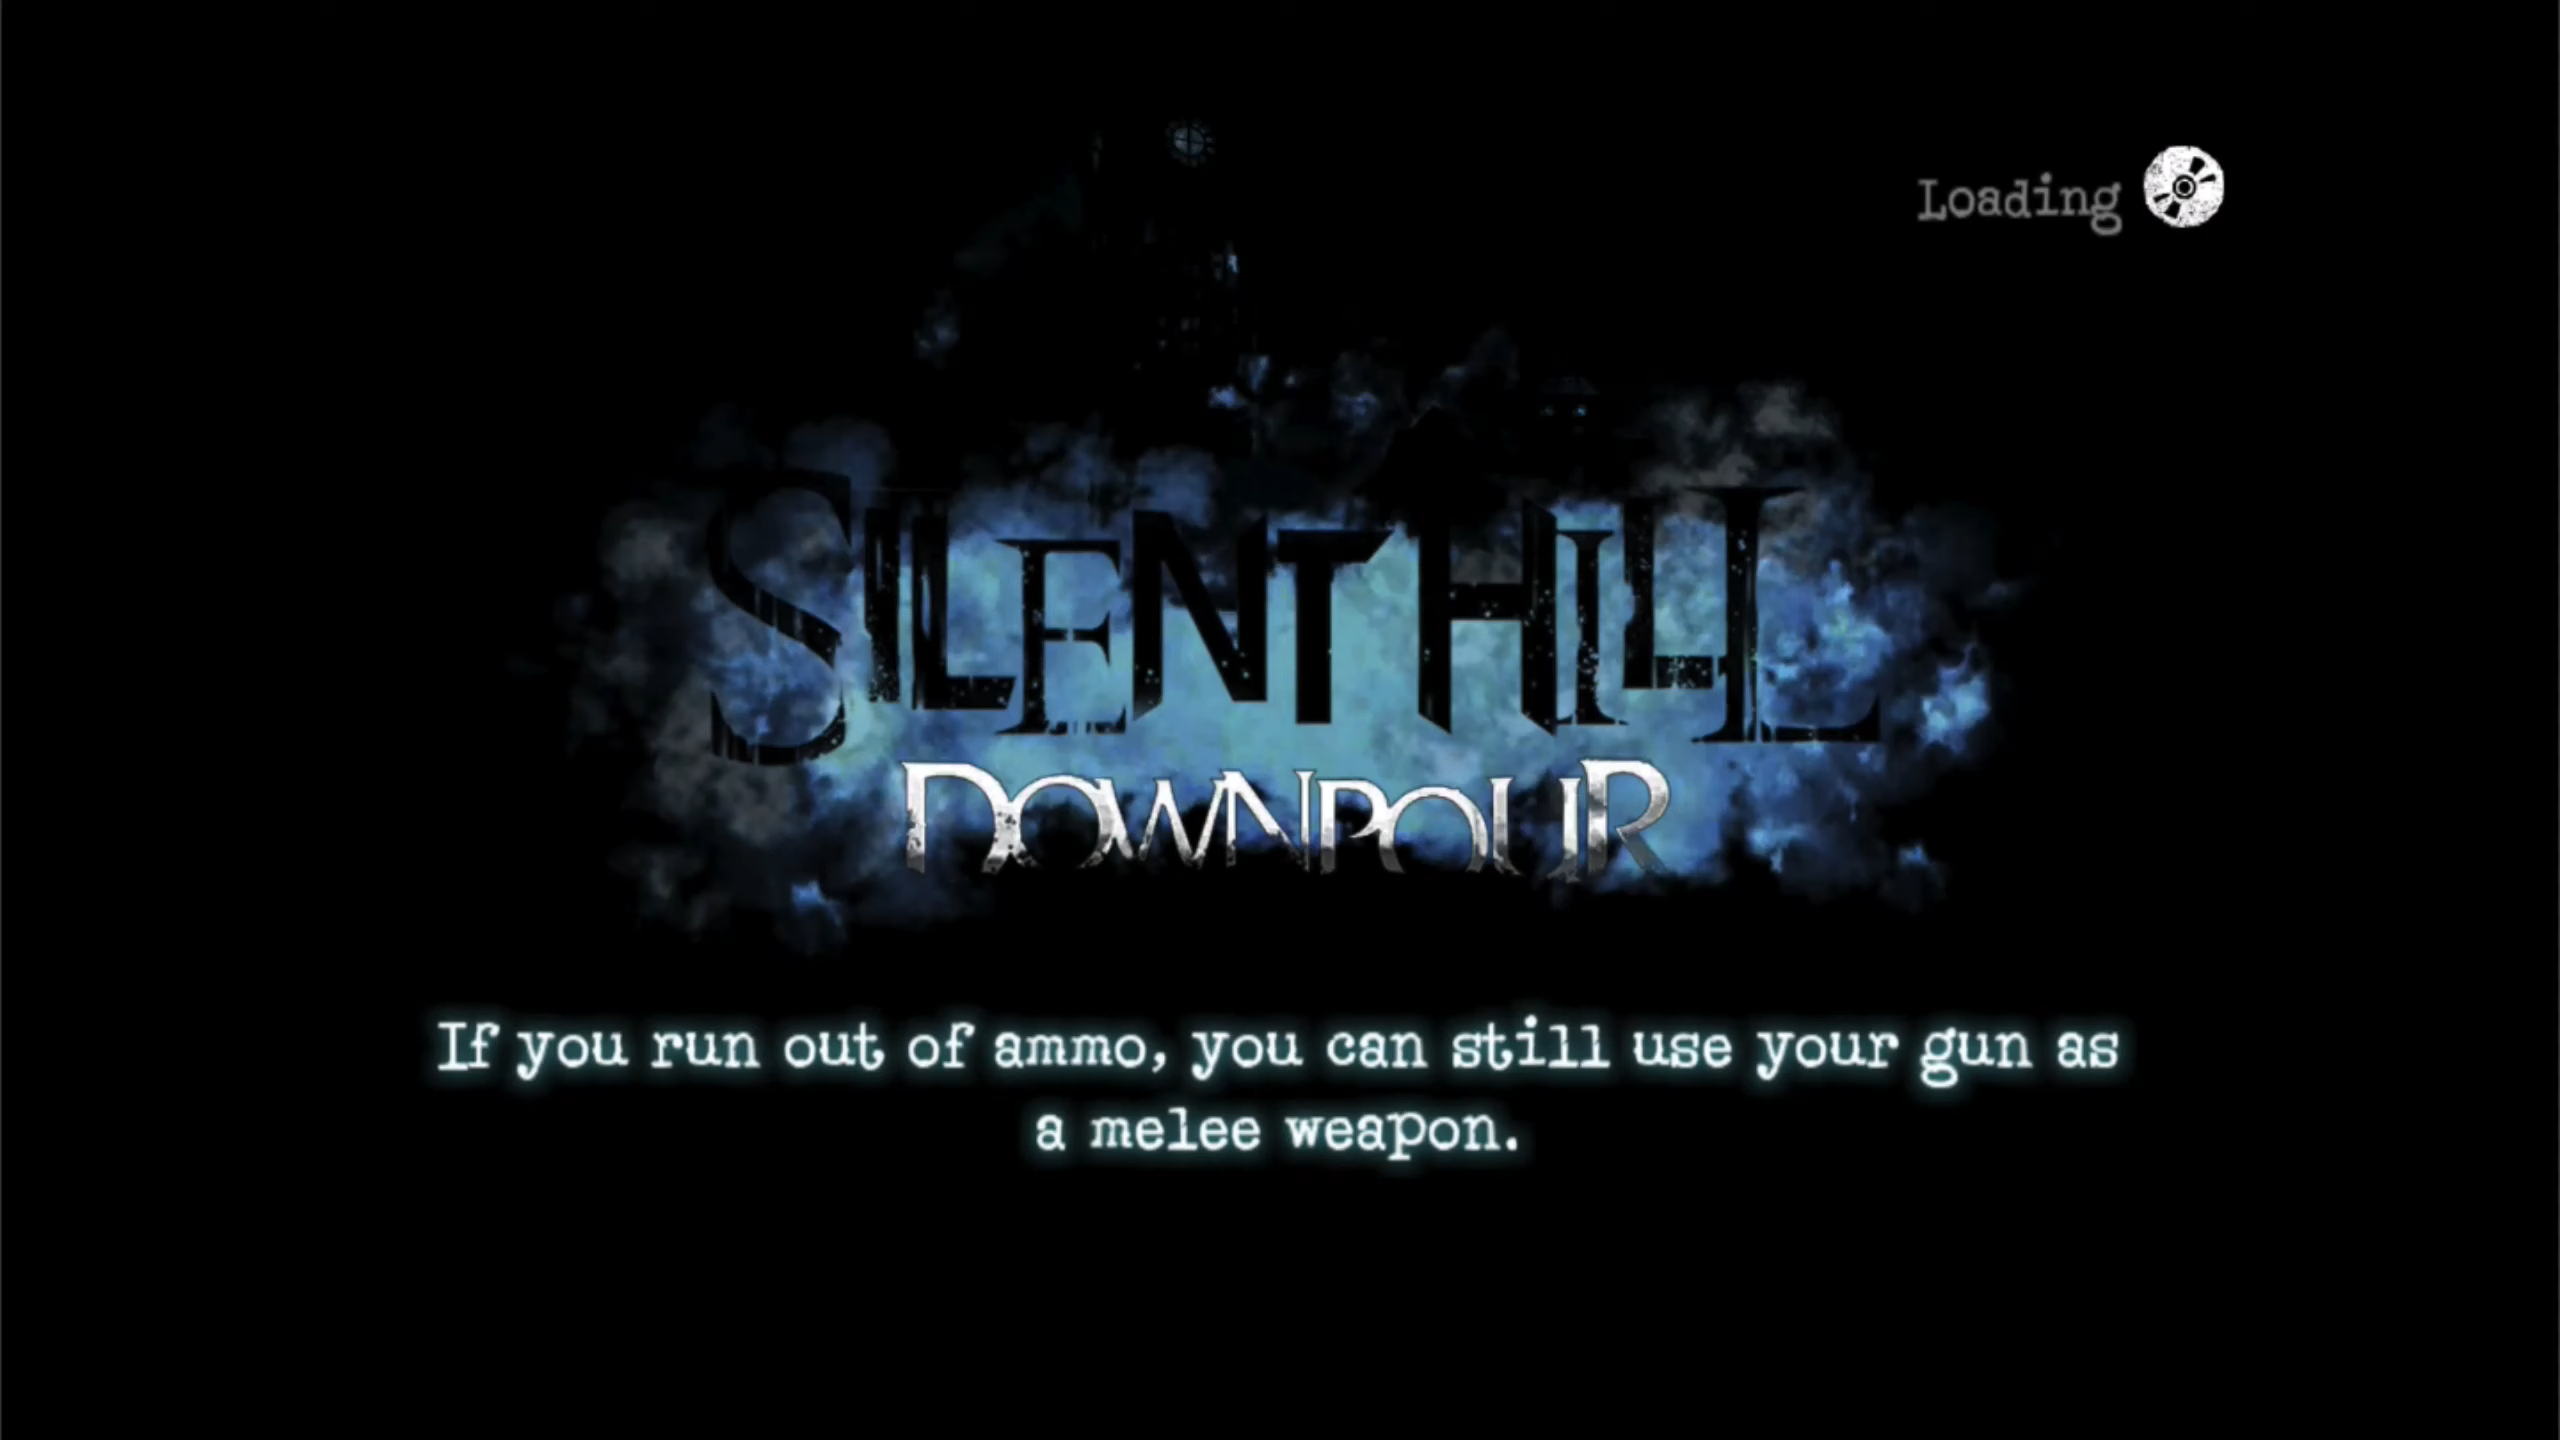 Loading
SILENT HILL
DOWNPOUR
If you run out of ammo, you can still use your gun as
a melee weapon.